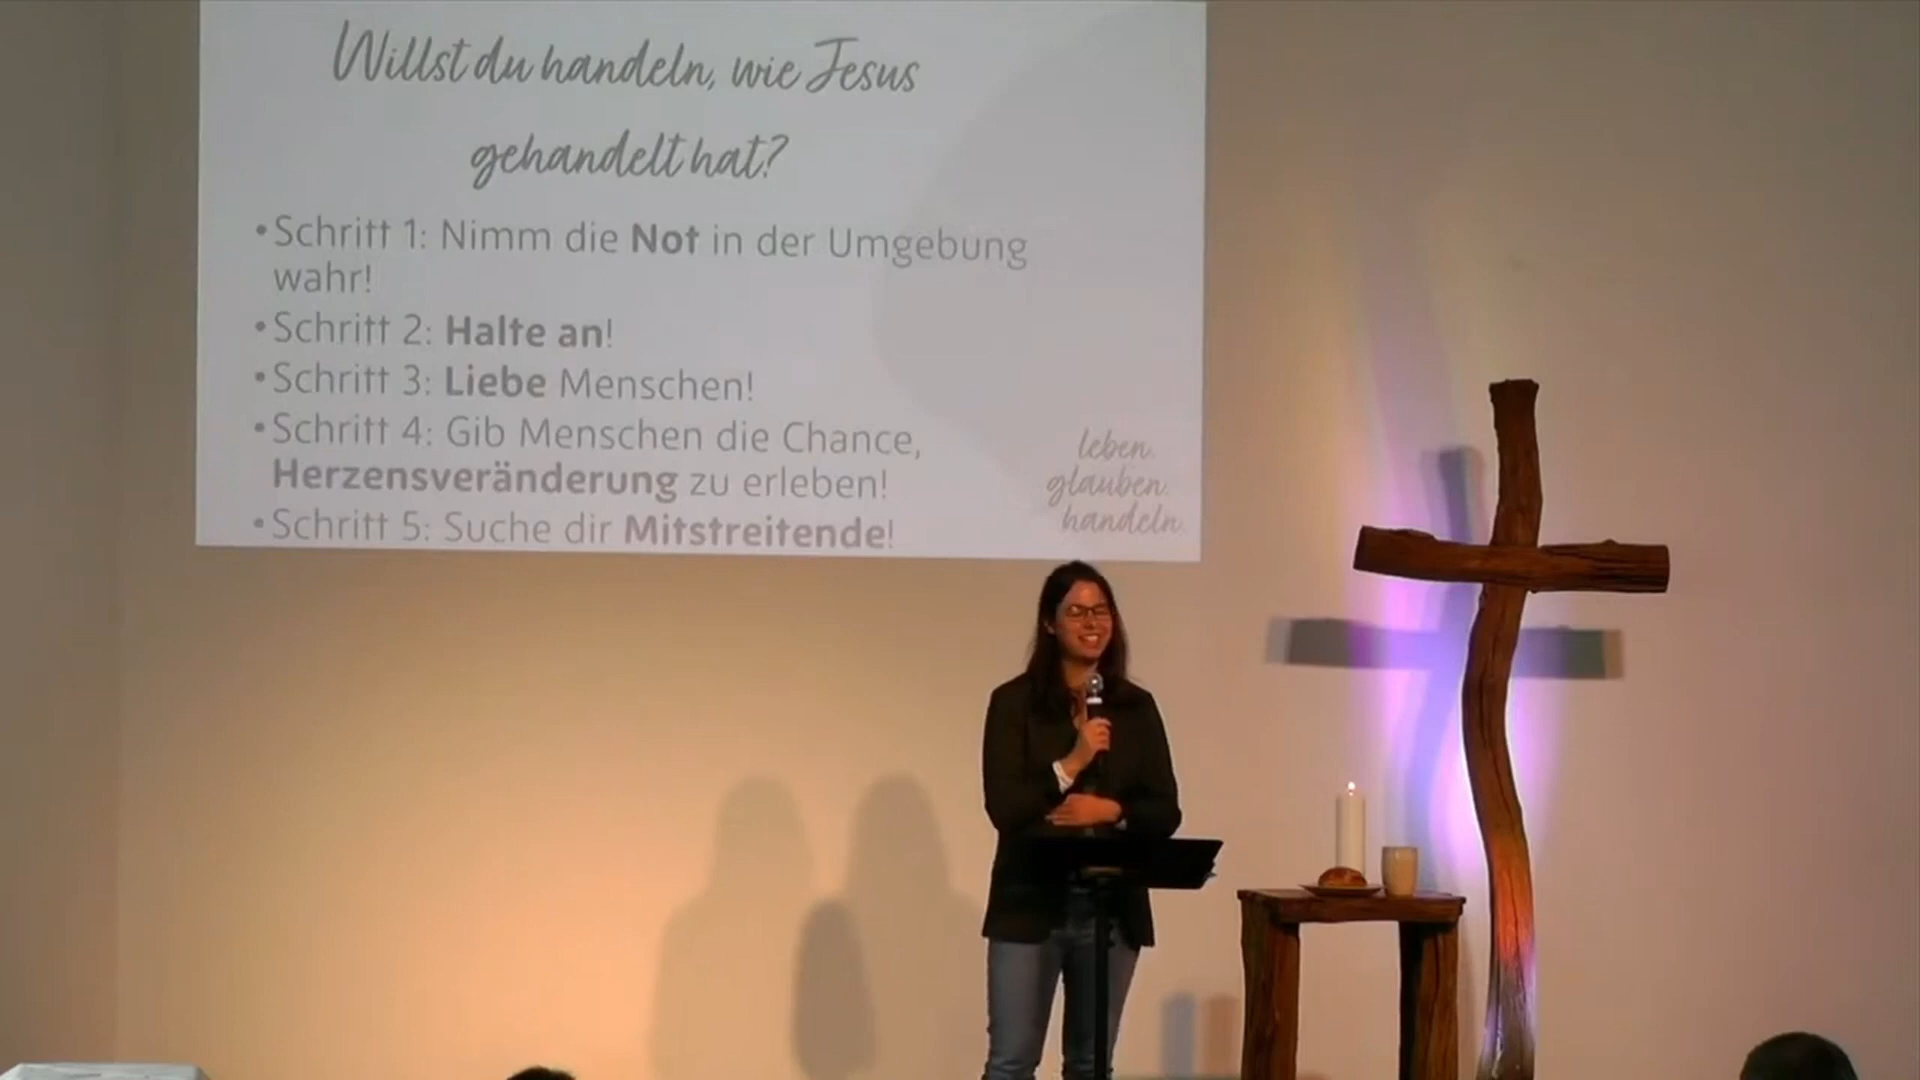 Willst du handeln, wie Jesus
gehandelt hat?
• Schritt 1: Nimm die Not in der Umgebung
wahr!
• Schritt 2: Halte an!
• Schritt 3: Liebe Menschen!
• Schritt 4: Gib Menschen die Chance,
Herzensveränderung zu erleben!
• Schritt 5: Suche dir Mitstreitende!
leben.
glauben.
handeln.